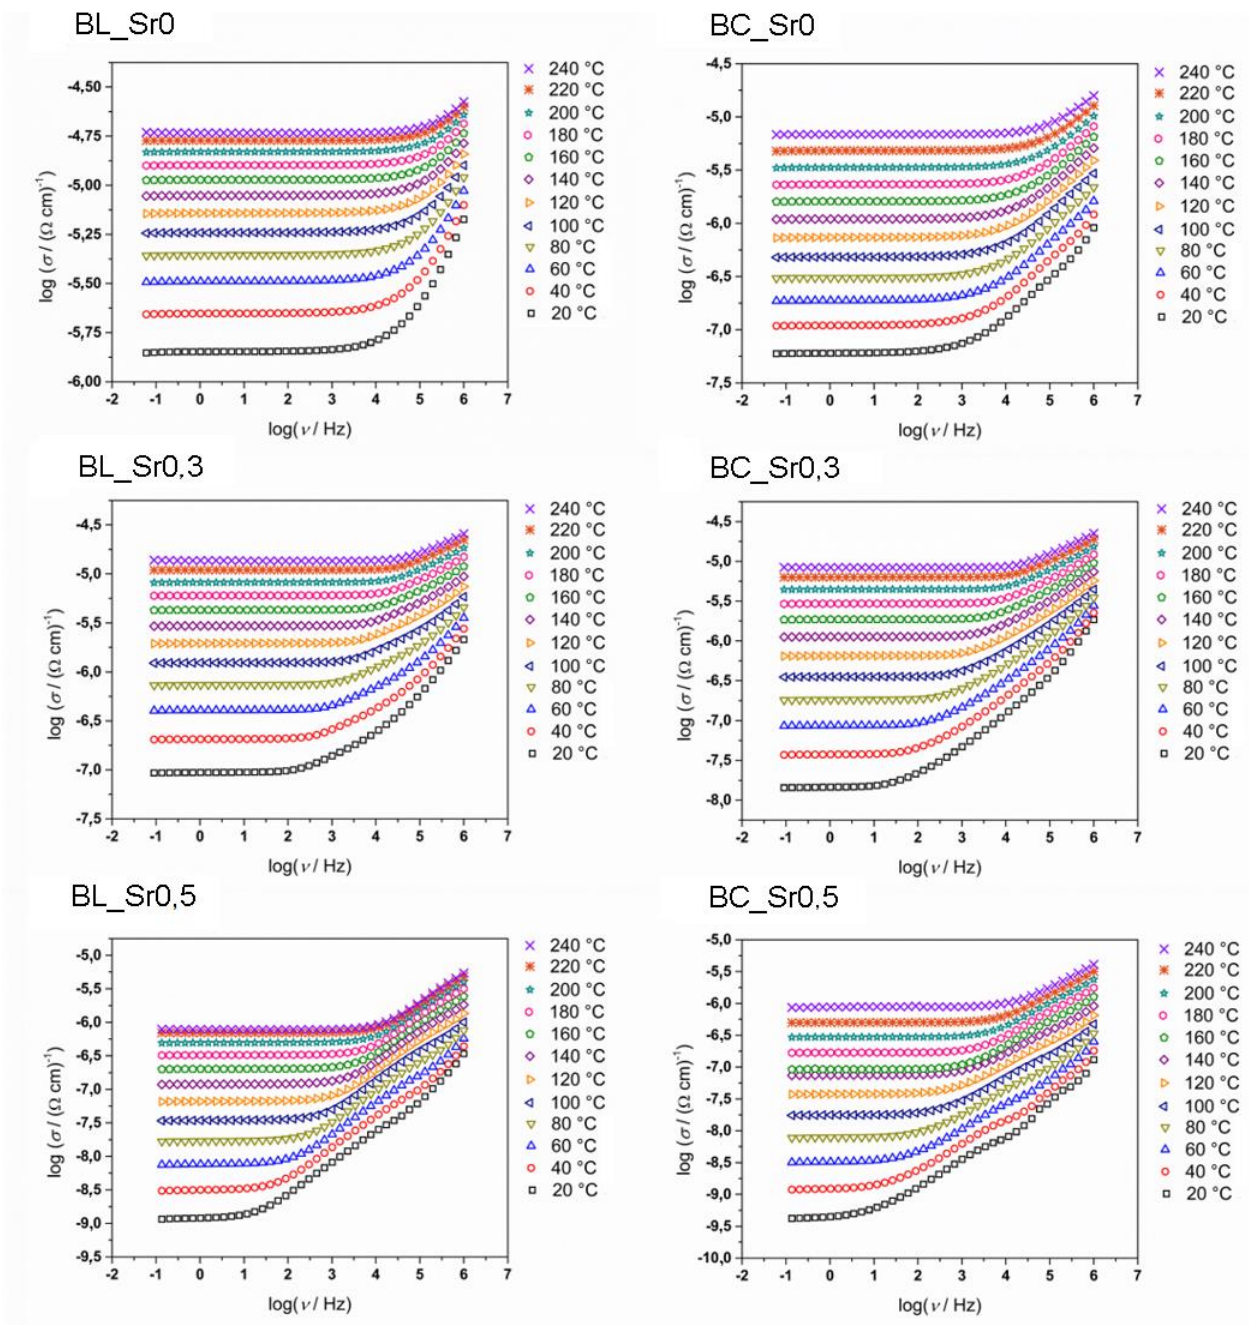 BL_Sr0
log (σ / (Ω cm)⁻¹)
-4,50
-4,75
-5,00
-5,25
-5,50
-5,75
-6,00
-2 -1 0 1 2 3 4 5 6 7
log(ν / Hz)
240 °C
220 °C
200 °C
180 °C
160 °C
140 °C
120 °C
100 °C
80 °C
60 °C
40 °C
20 °C
BC_Sr0
log (σ / (Ω cm)⁻¹)
-4,5
-5,0
-5,5
-6,0
-6,5
-7,0
-7,5
-2 -1 0 1 2 3 4 5 6 7
log(ν / Hz)
240 °C
220 °C
200 °C
180 °C
160 °C
140 °C
120 °C
100 °C
80 °C
60 °C
40 °C
20 °C
BL_Sr0,3
log (σ / (Ω cm)⁻¹)
-4,5
-5,0
-5,5
-6,0
-6,5
-7,0
-7,5
-2 -1 0 1 2 3 4 5 6 7
log(ν / Hz)
240 °C
220 °C
200 °C
180 °C
160 °C
140 °C
120 °C
100 °C
80 °C
60 °C
40 °C
20 °C
BC_Sr0,3
log (σ / (Ω cm)⁻¹)
-4,5
-5,0
-5,5
-6,0
-6,5
-7,0
-7,5
-8,0
-2 -1 0 1 2 3 4 5 6 7
log(ν / Hz)
240 °C
220 °C
200 °C
180 °C
160 °C
140 °C
120 °C
100 °C
80 °C
60 °C
40 °C
20 °C
BL_Sr0,5
log (σ / (Ω cm)⁻¹)
-5,0
-5,5
-6,0
-6,5
-7,0
-7,5
-8,0
-8,5
-9,0
-9,5
-2 -1 0 1 2 3 4 5 6 7
log(ν / Hz)
240 °C
220 °C
200 °C
180 °C
160 °C
140 °C
120 °C
100 °C
80 °C
60 °C
40 °C
20 °C
BC_Sr0,5
log (σ / (Ω cm)⁻¹)
-5,0
-5,5
-6,0
-6,5
-7,0
-7,5
-8,0
-8,5
-9,0
-9,5
-10,0
-2 -1 0 1 2 3 4 5 6 7
log(ν / Hz)
240 °C
220 °C
200 °C
180 °C
160 °C
140 °C
120 °C
100 °C
80 °C
60 °C
40 °C
20 °C